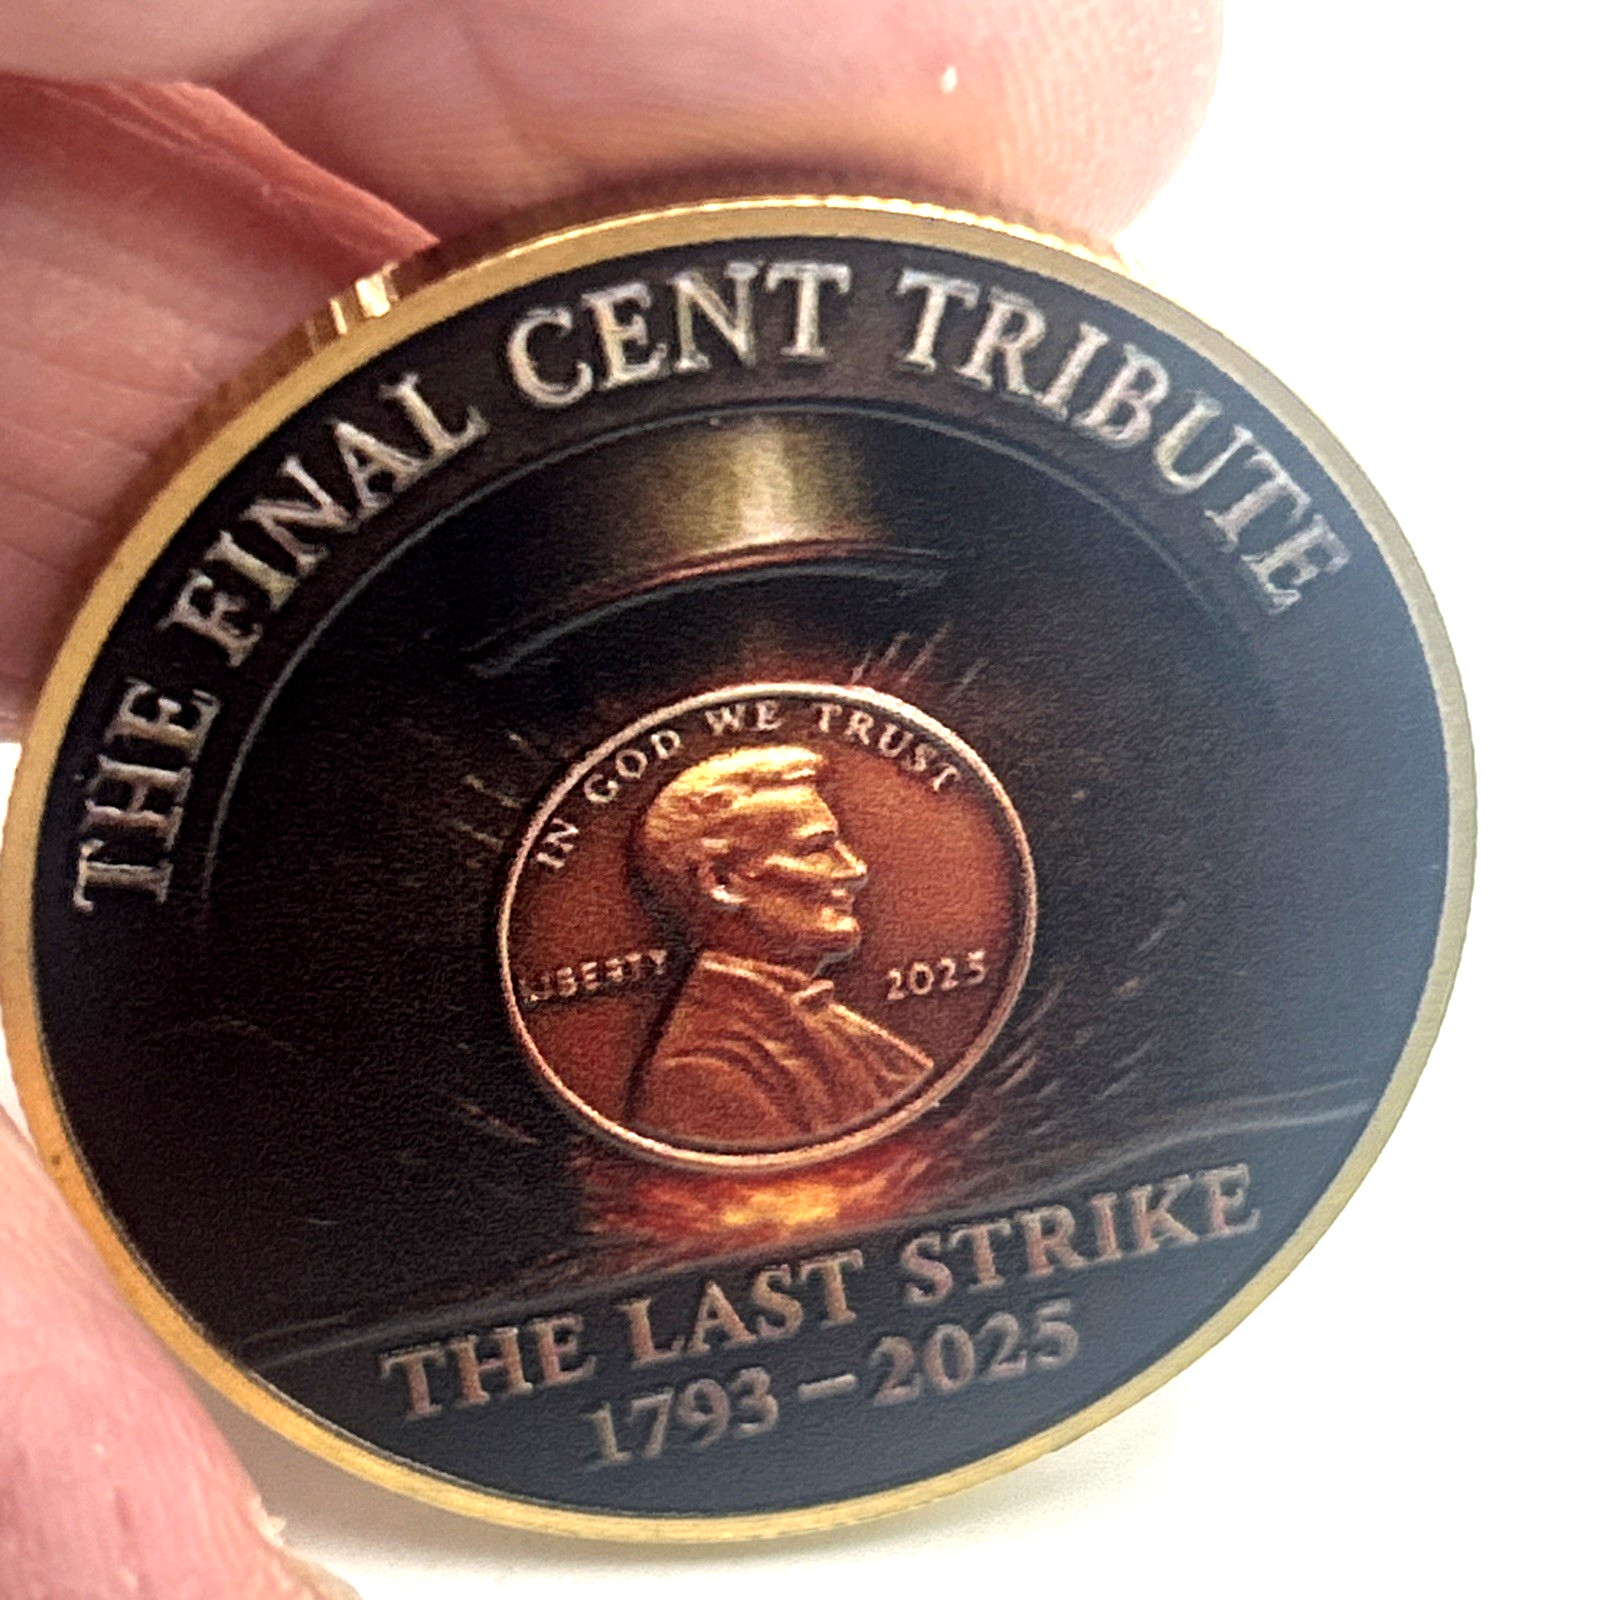 THE FINAL CENT TRIBUTE
IN GOD WE TRUST
LIBERTY 2025
THE LAST STRIKE
1793–2025